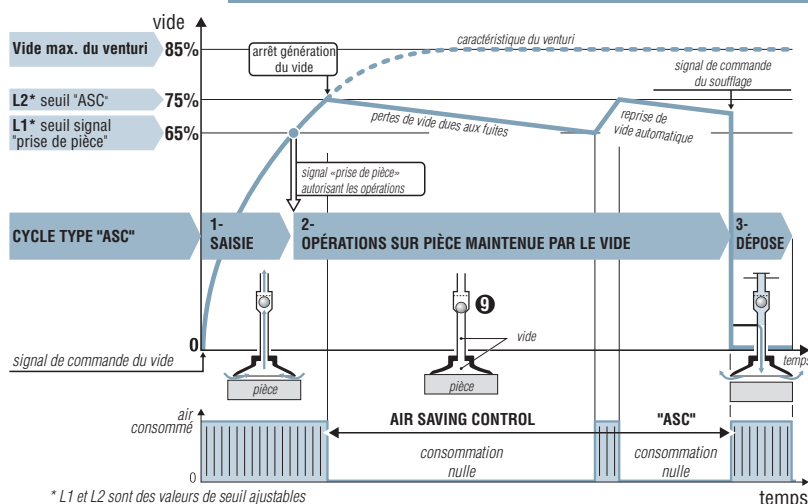 vide
Vide max. du venturi 85%
arrêt génération
du vide
caractéristique du venturi
signal de commande
du soufflage
L2* seuil "ASC" 75%
L1* seuil signal
"prise de pièce"
65%
pertes de vide dues aux fuites
reprise de
vide automatique
signal «prise de pièce»
autorisant les opérations
CYCLE TYPE "ASC"
1-
SAISIE
2-
OPÉRATIONS SUR PIÈCE MAINTENUE PAR LE VIDE
3-
DÉPOSE
9
vide
0
signal de commande du vide
temps
pièce
pièce
air
consommé
AIR SAVING CONTROL
"ASC"
consommation
nulle
consommation
nulle
0
* L1 et L2 sont des valeurs de seuil ajustables
temps